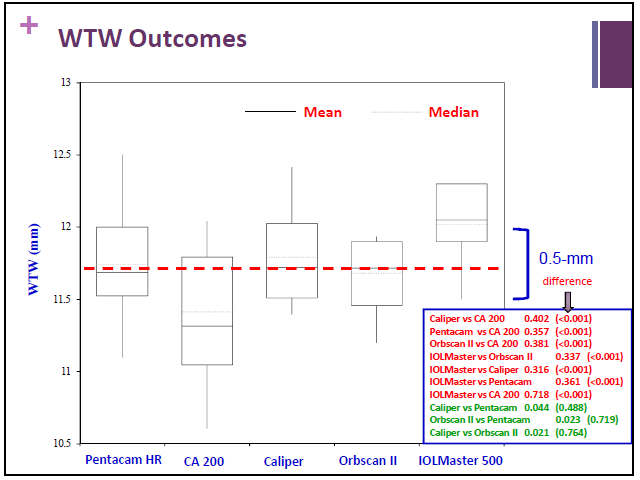 + WTW Outcomes
13
12.5
12
11.5
11
10.5
WTW (mm)
Mean
Median
0.5-mm
difference
Caliper vs CA 200 0.402 (<0.001)
Pentacam vs CA 200 0.357 (<0.001)
Orbscan II vs CA 200 0.381 (<0.001)
IOLMaster vs Orbscan II 0.337 (<0.001)
IOLMaster vs Caliper 0.316 (<0.001)
IOLMaster vs Pentacam 0.361 (<0.001)
IOLMaster vs CA 200 0.718 (<0.001)
Caliper vs Pentacam 0.044 (0.488)
Orbscan II vs Pentacam 0.023 (0.719)
Caliper vs Orbscan II 0.021 (0.764)
Pentacam HR CA 200 Caliper Orbscan II IOLMaster 500